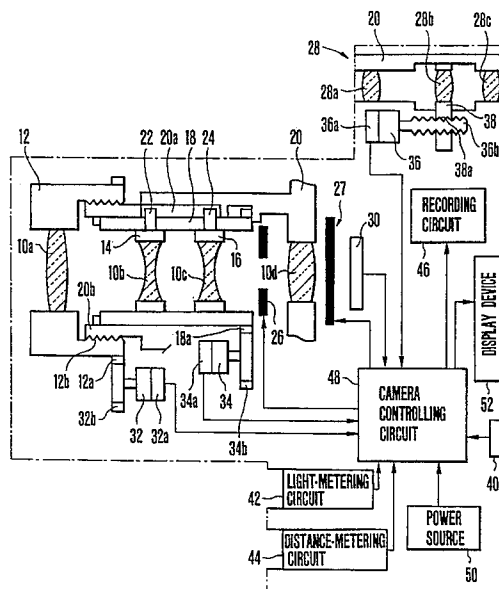 28
20
28b
28c
28a
38
36a
36
38a
36b
12
22
20a
18
24
20
27
30
RECORDING
CIRCUIT
46
10a
14
10b
10c
16
10d
26
20b
18a
12b
12a
34a
34
32b
32
32a
34b
48
CAMERA
CONTROLLING
CIRCUIT
DISPLAY DEVICE
52
40
LIGHT-METERING
CIRCUIT
42
DISTANCE-METERING
CIRCUIT
44
POWER
SOURCE
50